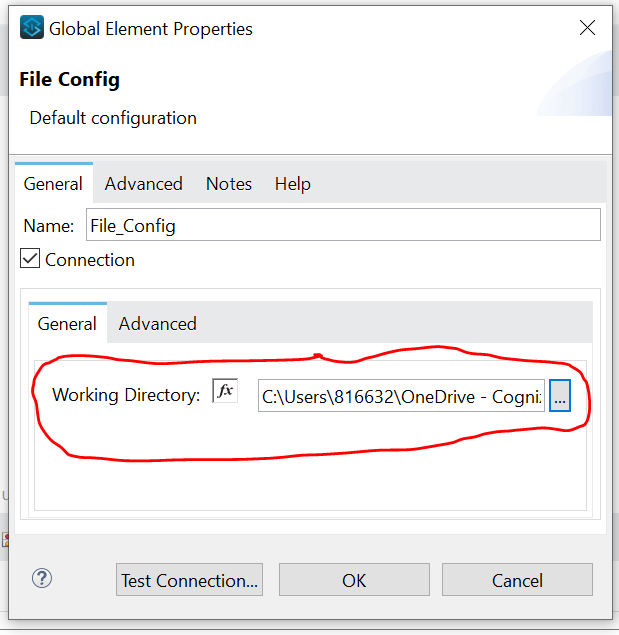 Global Element Properties
File Config
Default configuration
General Advanced Notes Help
Name: File_Config
Connection
General Advanced
Working Directory: fx C:\Users\816632\OneDrive - Cogni ...
? Test Connection... OK Cancel